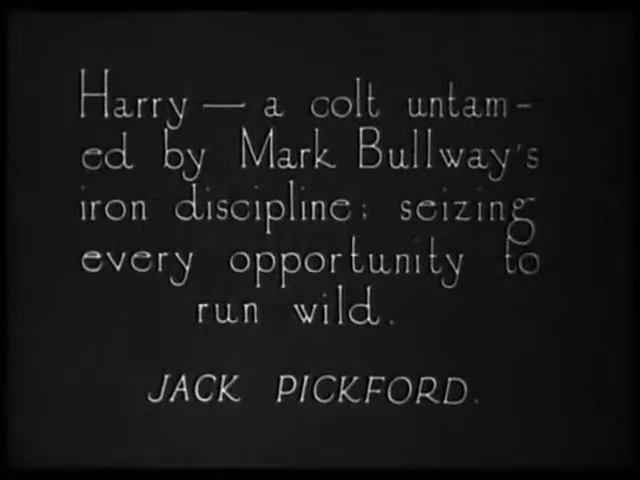 Harry — a colt untam-
ed by Mark Bullway's
iron discipline; seizing
every opportunity to
run wild.
JACK PICKFORD.